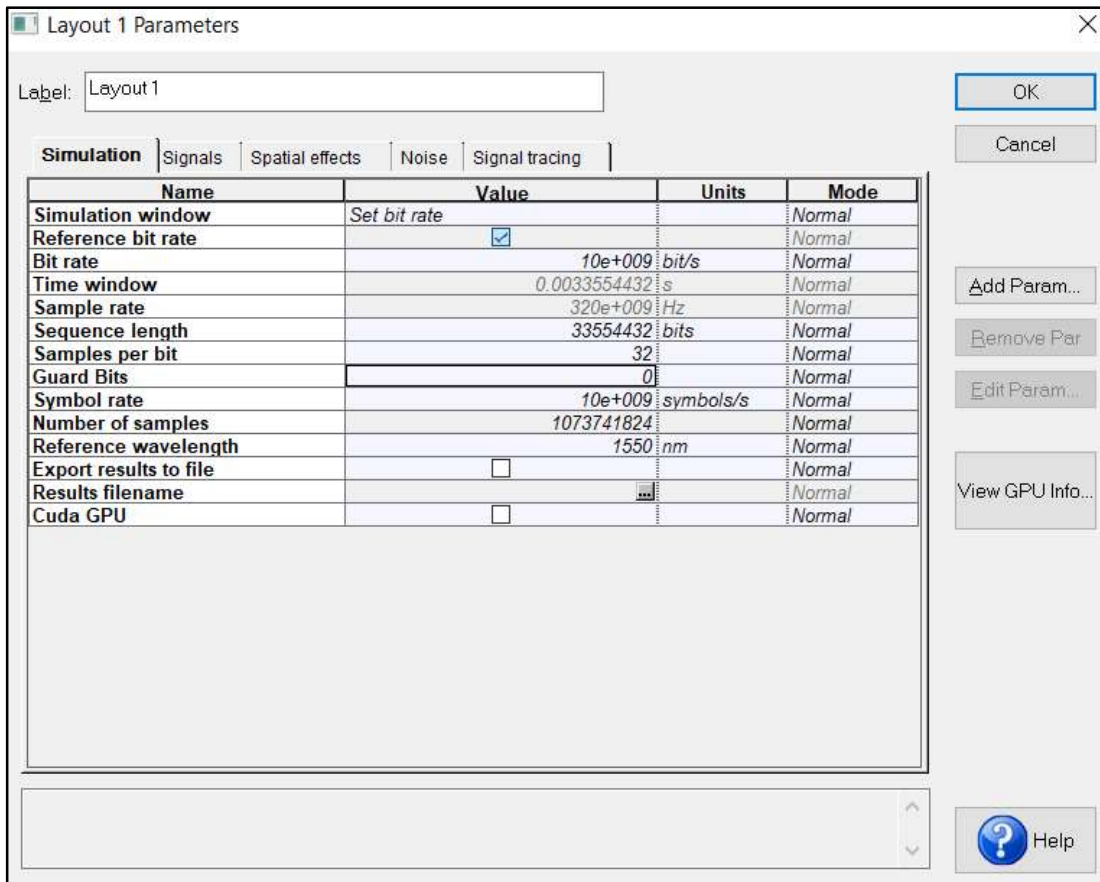 Layout 1 Parameters
Label: Layout 1
OK
Cancel
Simulation Signals Spatial effects Noise Signal tracing
Name Value Units Mode
Simulation window Set bit rate Normal
Reference bit rate Normal
Bit rate 10e+009 bit/s Normal
Time window 0.0033554432 s Normal
Sample rate 320e+009 Hz Normal
Sequence length 33554432 bits Normal
Samples per bit 32 Normal
Guard Bits 0 Normal
Symbol rate 10e+009 symbols/s Normal
Number of samples 1073741824 Normal
Reference wavelength 1550 nm Normal
Export results to file Normal
Results filename ... Normal
Cuda GPU Normal
Add Param...
Remove Par
Edit Param...
View GPU Info...
? Help